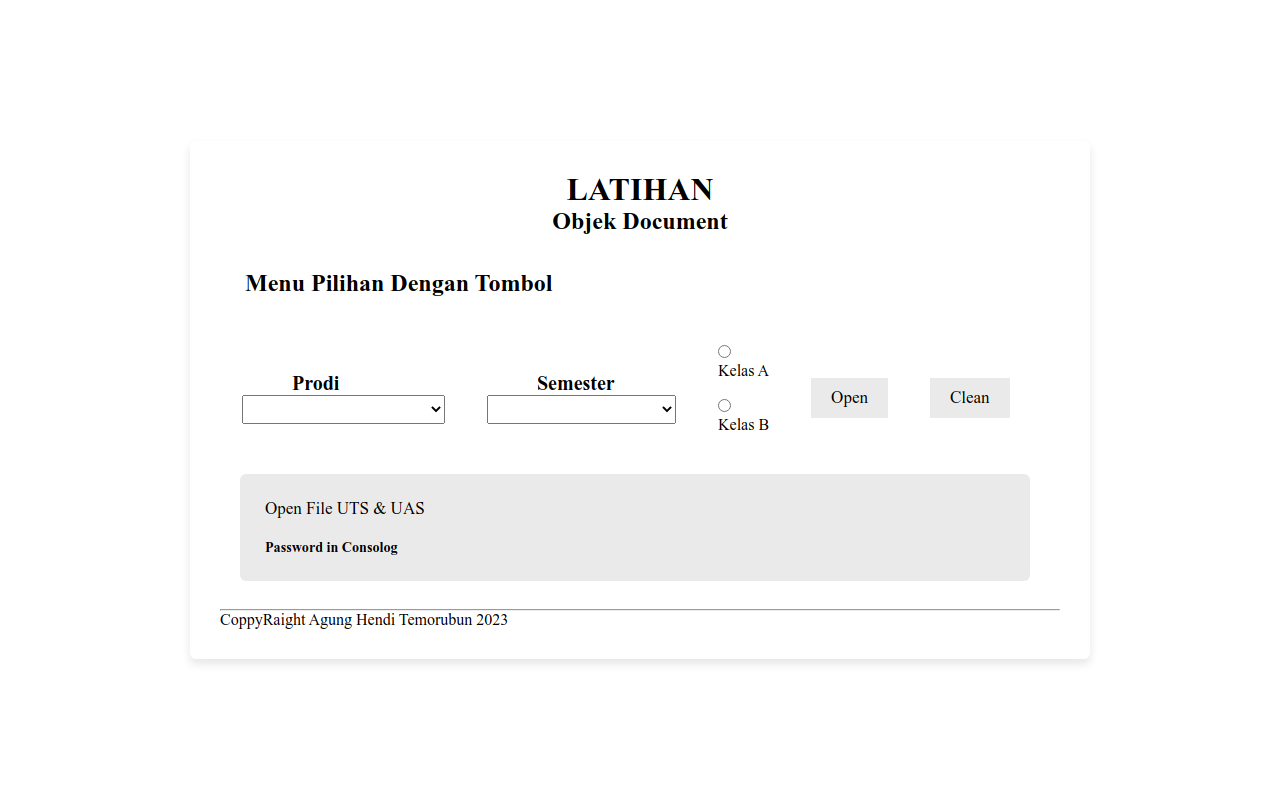 LATIHAN
Objek Document
Menu Pilihan Dengan Tombol
Prodi
Semester
Kelas A
Kelas B
Open
Clean
Open File UTS & UAS
Password in Consolog
CoppyRaight Agung Hendi Temorubun 2023